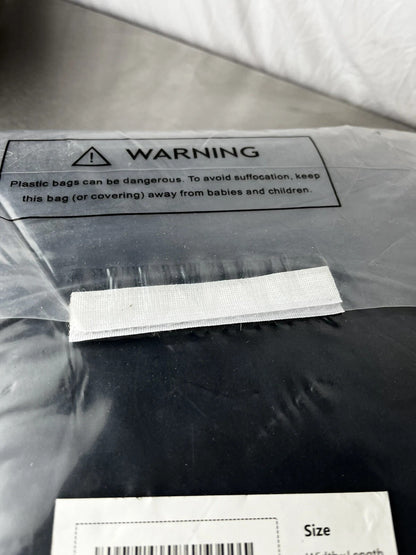 WARNING
Plastic bags can be dangerous. To avoid suffocation, keep
this bag (or covering) away from babies and children.
Size